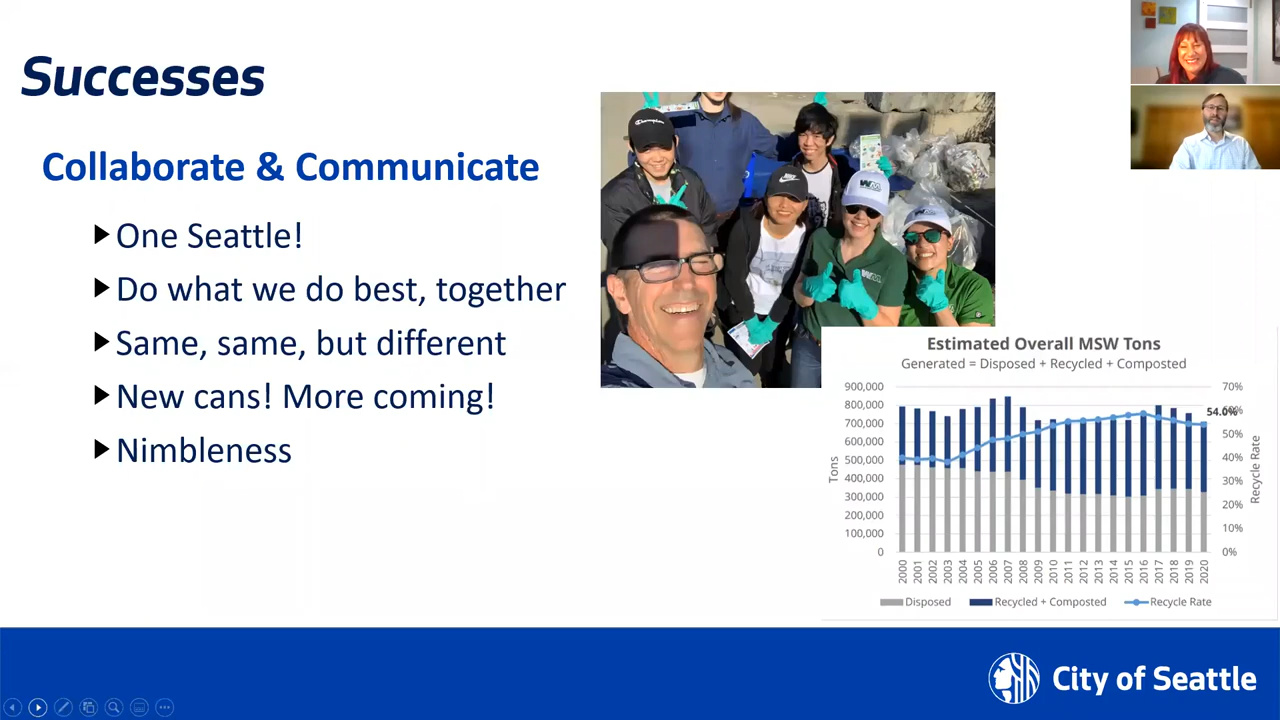 Successes
Collaborate & Communicate
One Seattle!
Do what we do best, together
Same, same, but different
New cans! More coming!
Nimbleness
Champion
WM
WM
WM
Estimated Overall MSW Tons
Generated = Disposed + Recycled + Composted
900,000
800,000
700,000
600,000
500,000
400,000
300,000
200,000
100,000
0
Tons
70%
60%
54.0%
50%
40%
30%
20%
10%
0%
Recycle Rate
2000
2001
2002
2003
2004
2005
2006
2007
2008
2009
2010
2011
2012
2013
2014
2015
2016
2017
2018
2019
2020
Disposed
Recycled + Composted
Recycle Rate
City of Seattle